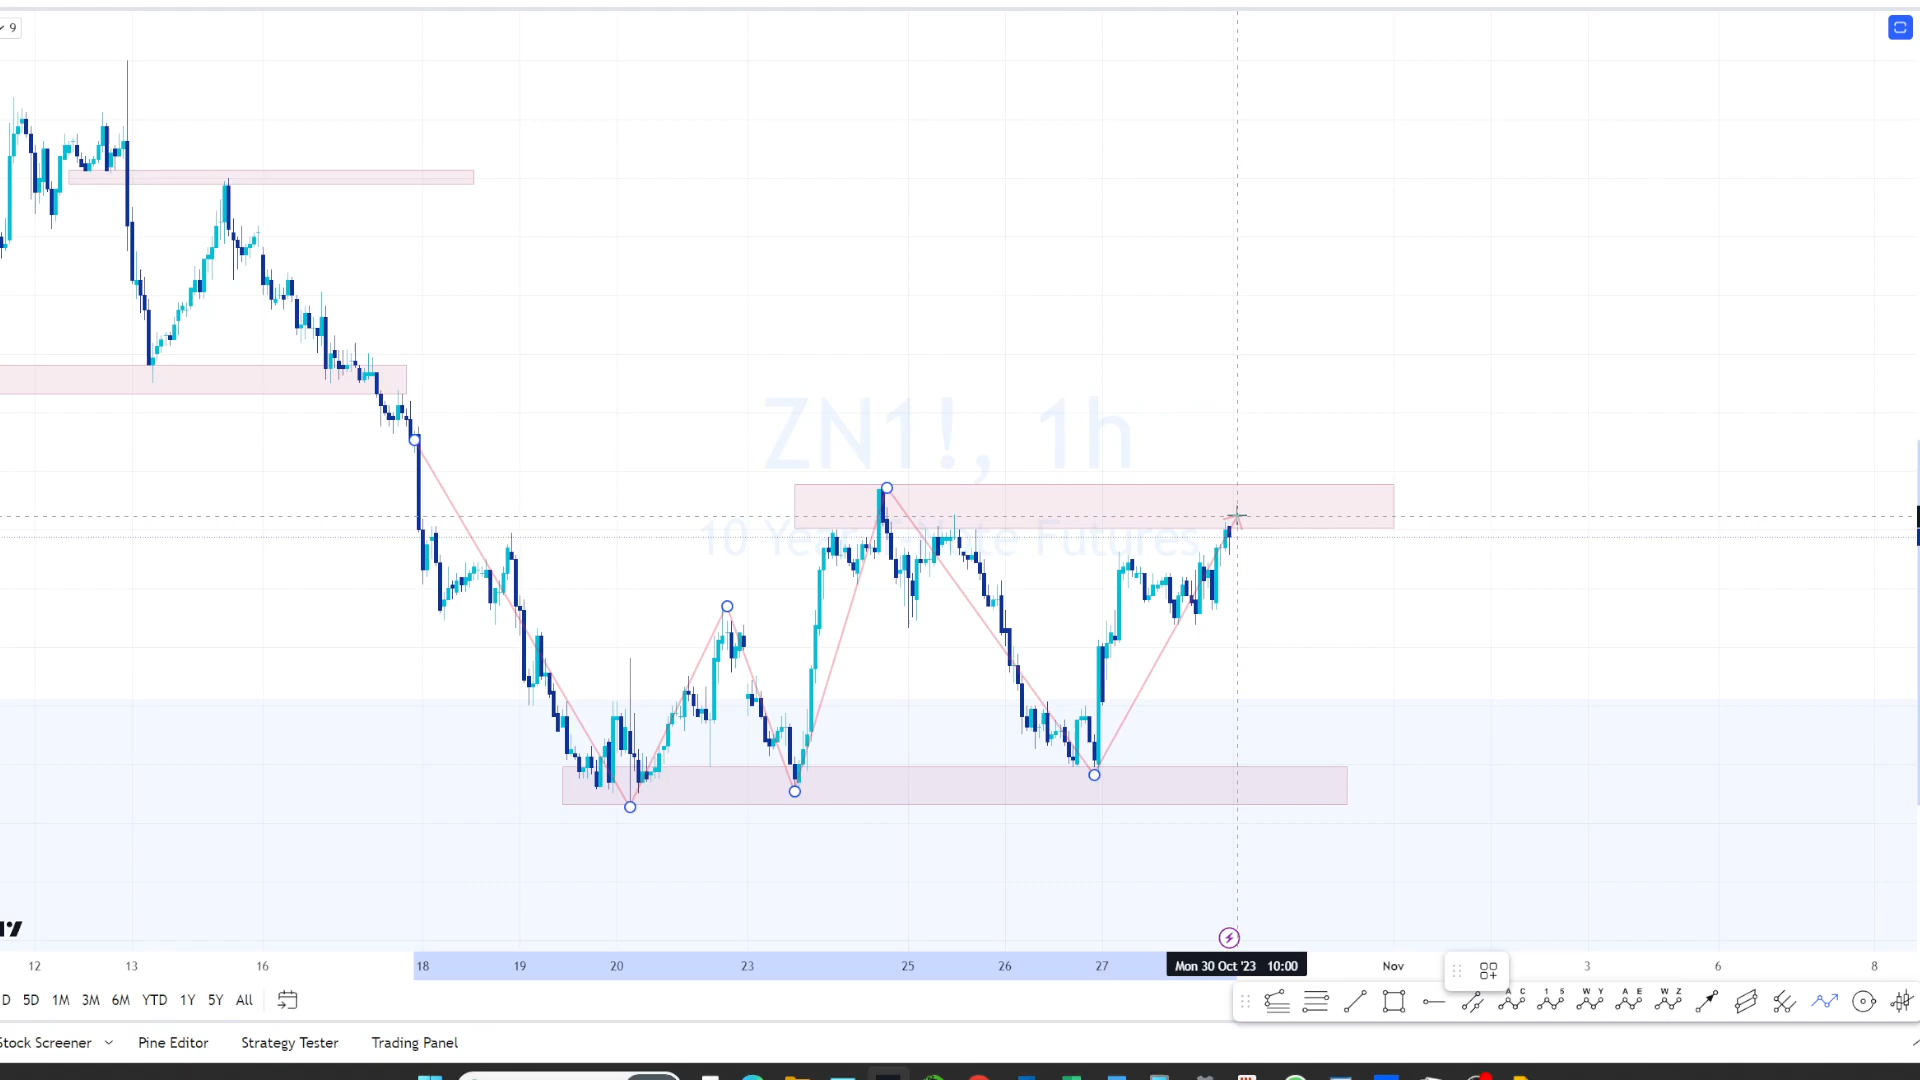 9
ZN1!, 1h
10 Year T-Note Futures
12 13 16 18 19 20 23 25 26 27 Mon 30 Oct '23 10:00 Nov 3 6 8
D 5D 1M 3M 6M YTD 1Y 5Y All
A C 1 5 W Y A E W Z
Stock Screener Pine Editor Strategy Tester Trading Panel